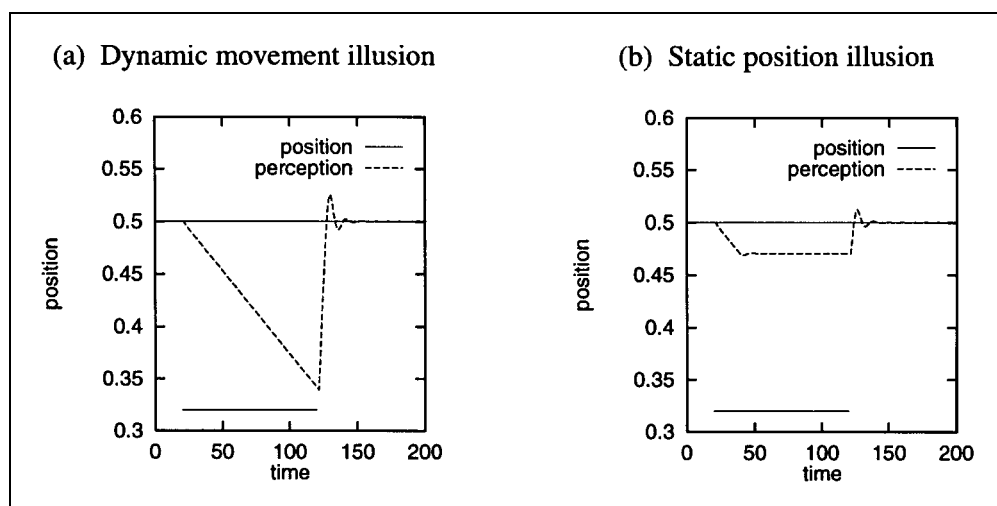 (a) Dynamic movement illusion
0.6
0.55
0.5
0.45
0.4
0.35
0.3
position
position
perception
0
50
100
150
200
time
(b) Static position illusion
0.6
0.55
0.5
0.45
0.4
0.35
0.3
position
position
perception
0
50
100
150
200
time